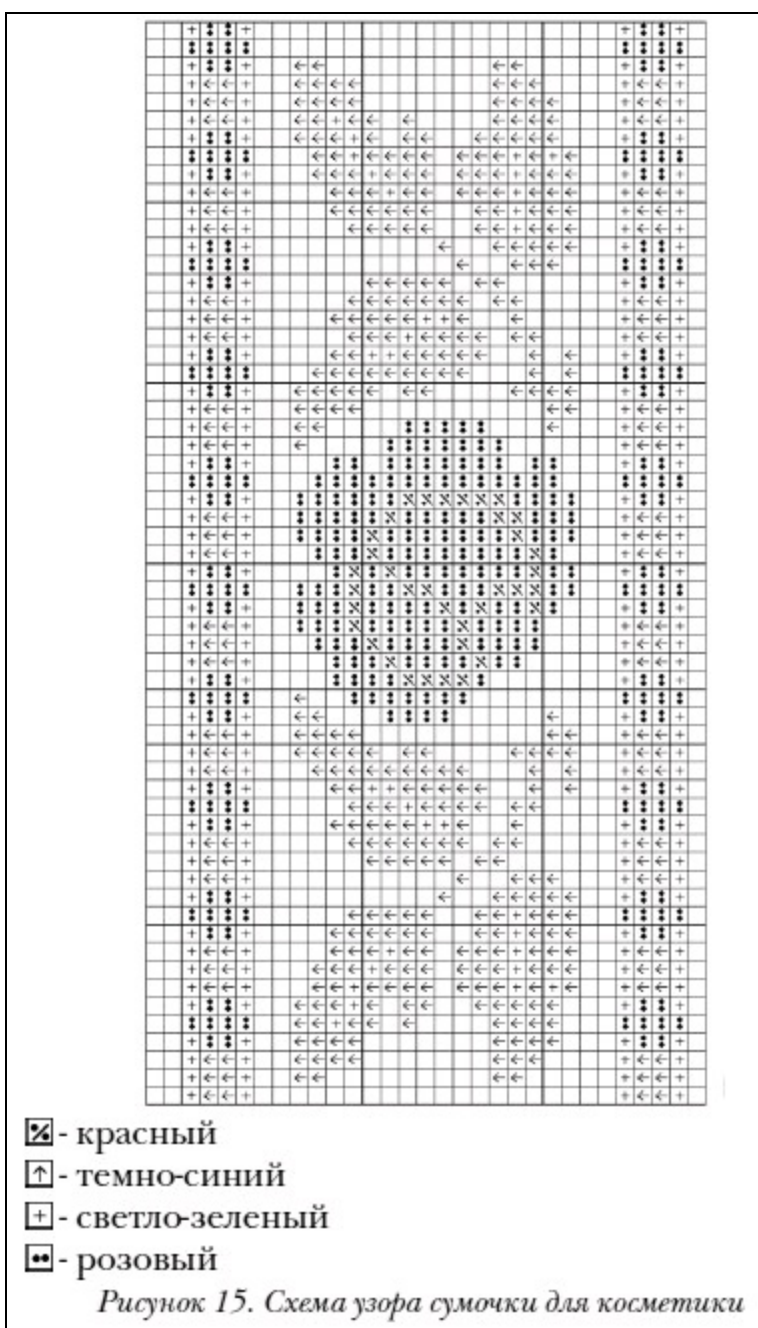 % - красный
↑ - темно-синий
+ - светло-зеленый
•• - розовый
Рисунок 15. Схема узора сумочки для косметики